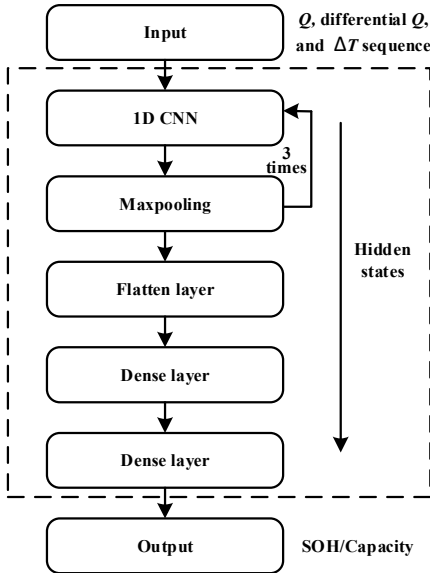 Input
Q, differential Q,
and ΔT sequence
1D CNN
3
times
Maxpooling
Hidden
states
Flatten layer
Dense layer
Dense layer
Output
SOH/Capacity